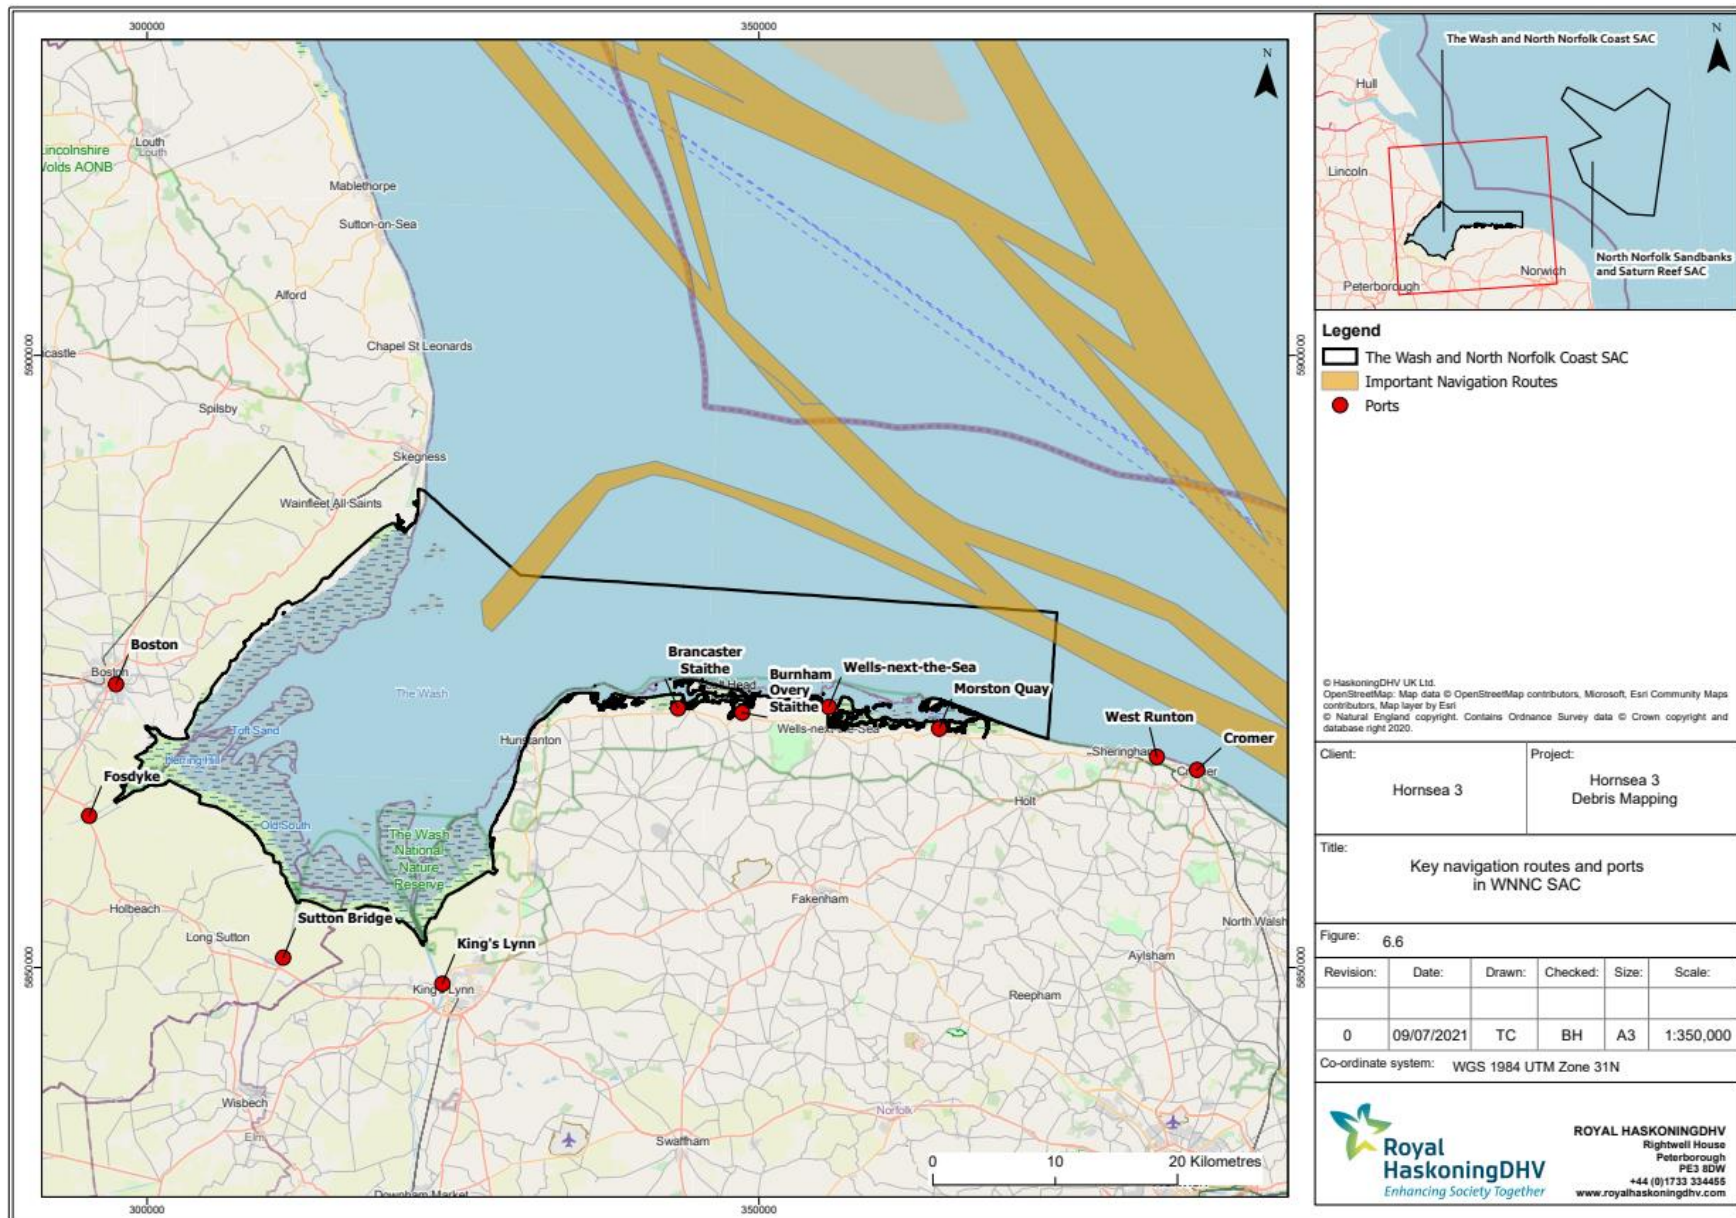 300000
350000
N
Louth
Louth
Lincolnshire
Wolds AONB
Mablethorpe
Sutton-on-Sea
Alford
Chapel St Leonards
5900000
5900000
Spilsby
Skegness
Wainfleet All Saints
Boston
Boston
The Wash
Brancaster
Staithe
Burnham
Overy
Staithe
Wells-next-the-Sea
Morston Quay
Wells-next-the-Sea
West Runton
Cromer
Sheringham
Cromer
Toft Sand
Herring Hill
Hunstanton
Fosdyke
Holt
Old South
The Wash
National
Nature
Reserve
Holbeach
Sutton Bridge
Long Sutton
King's Lynn
King's Lynn
Fakenham
North Walsh
Aylsham
Reepham
5850000
5850000
Wisbech
Elm
Norfolk
Swaffham
Downham Market
0 10 20 Kilometres
300000
350000
The Wash and North Norfolk Coast SAC
N
Hull
Lincoln
Norwich
Peterborough
North Norfolk Sandbanks
and Saturn Reef SAC
Legend
The Wash and North Norfolk Coast SAC
Important Navigation Routes
Ports
© HaskoningDHV UK Ltd.
OpenStreetMap: Map data © OpenStreetMap contributors, Microsoft, Esri Community Maps
contributors, Map layer by Esri
© Natural England copyright. Contains Ordnance Survey data © Crown copyright and
database right 2020.
Client:
Hornsea 3
Project:
Hornsea 3
Debris Mapping
Title:
Key navigation routes and ports
in WNNC SAC
Figure: 6.6
Revision: Date: Drawn: Checked: Size: Scale:
0 09/07/2021 TC BH A3 1:350,000
Co-ordinate system: WGS 1984 UTM Zone 31N
Royal
HaskoningDHV
Enhancing Society Together
ROYAL HASKONINGDHV
Rightwell House
Peterborough
PE3 8DW
+44 (0)1733 334455
www.royalhaskoningdhv.com